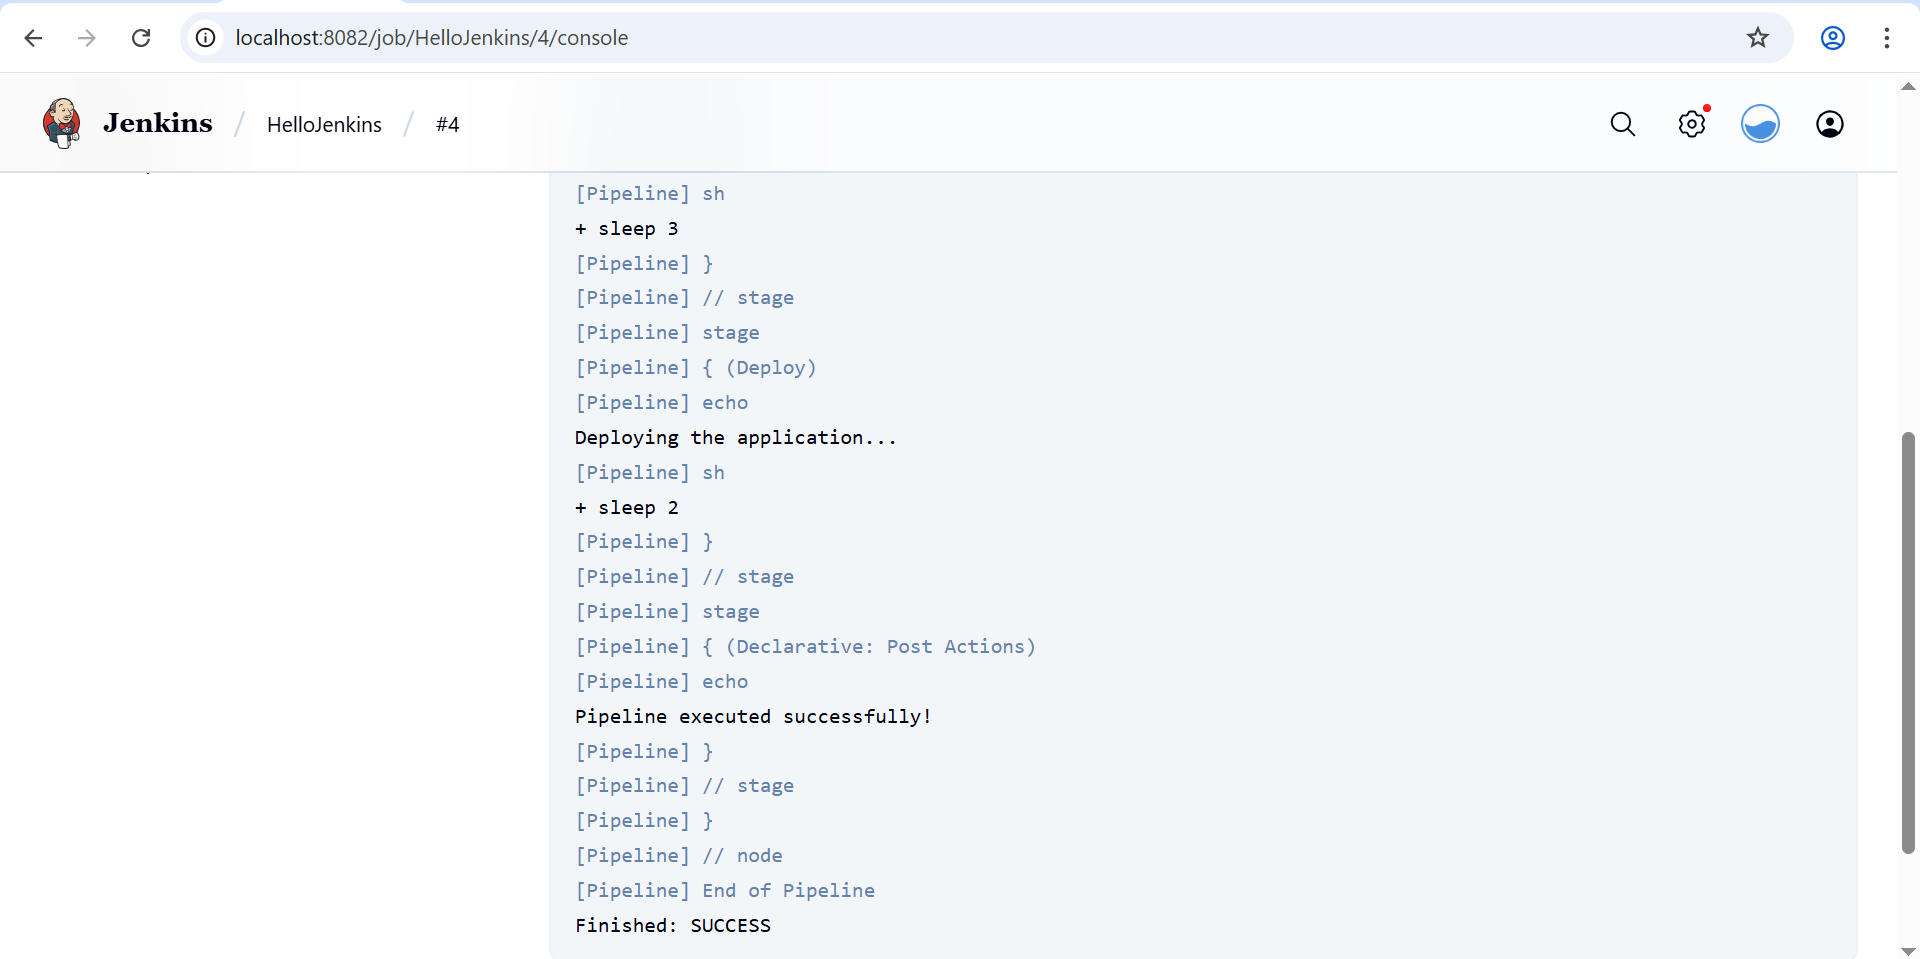 localhost:8082/job/HelloJenkins/4/console
Jenkins / HelloJenkins / #4
[Pipeline] sh
+ sleep 3
[Pipeline] }
[Pipeline] // stage
[Pipeline] stage
[Pipeline] { (Deploy)
[Pipeline] echo
Deploying the application...
[Pipeline] sh
+ sleep 2
[Pipeline] }
[Pipeline] // stage
[Pipeline] stage
[Pipeline] { (Declarative: Post Actions)
[Pipeline] echo
Pipeline executed successfully!
[Pipeline] }
[Pipeline] // stage
[Pipeline] }
[Pipeline] // node
[Pipeline] End of Pipeline
Finished: SUCCESS